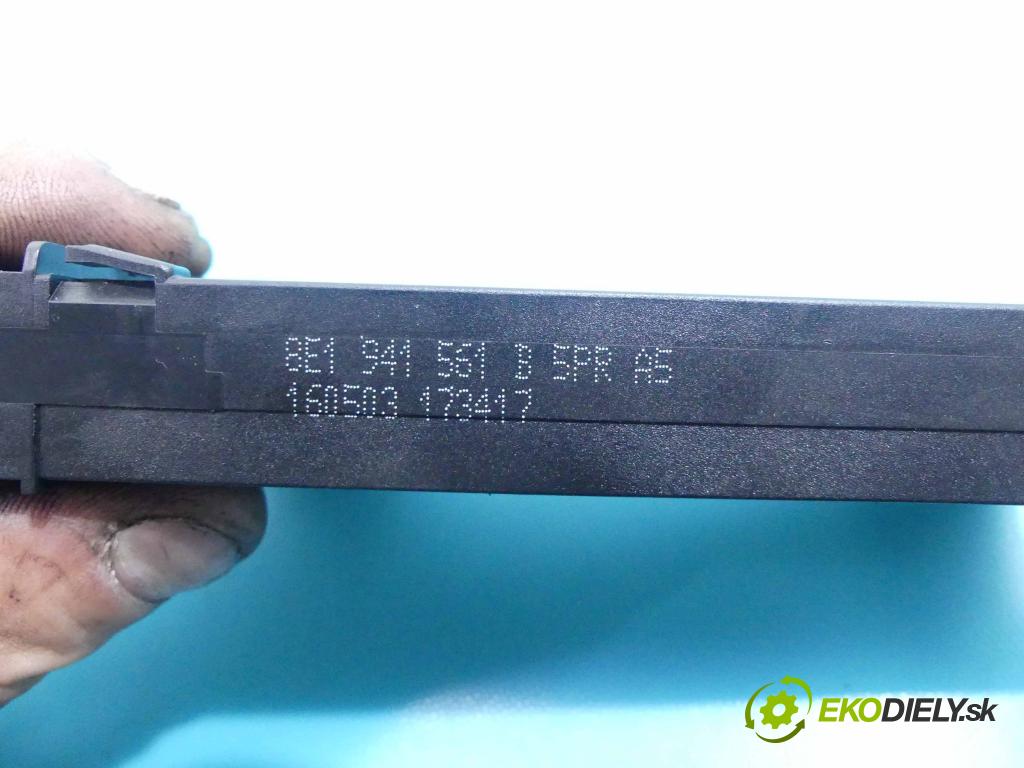 8E1 941 561 B 5PR A5
160503 173417
EKODIELY.sk